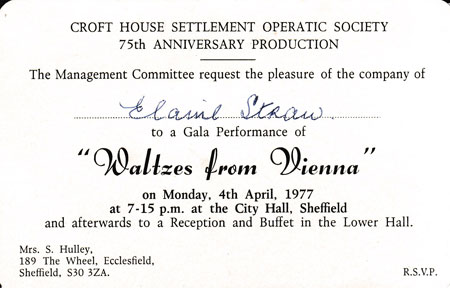 CROFT HOUSE SETTLEMENT OPERATIC SOCIETY
75th ANNIVERSARY PRODUCTION
The Management Committee request the pleasure of the company of
Elaine Straw
to a Gala Performance of
"Waltzes from Vienna"
on Monday, 4th April, 1977
at 7-15 p.m. at the City Hall, Sheffield
and afterwards to a Reception and Buffet in the Lower Hall.
Mrs. S. Hulley,
189 The Wheel, Ecclesfield,
Sheffield, S30 3ZA.
R.S.V.P.